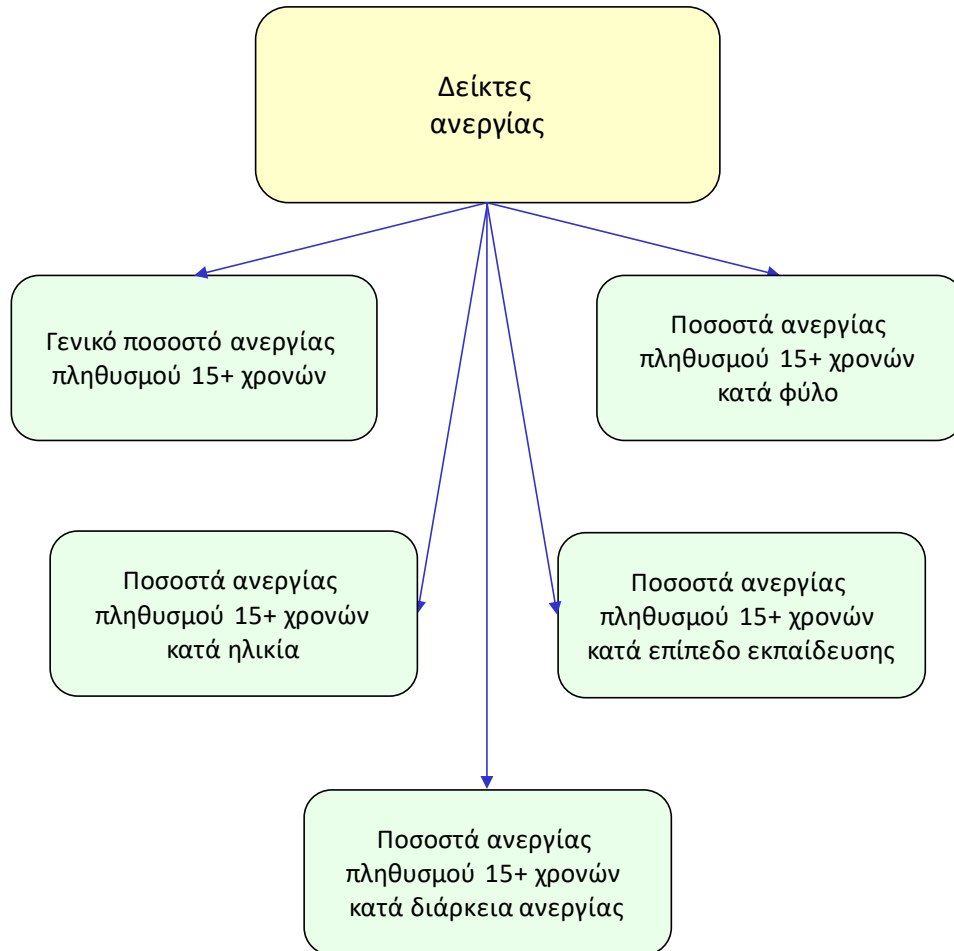 Δείκτες
ανεργίας
Γενικό ποσοστό ανεργίας
πληθυσμού 15+ χρονών
Ποσοστά ανεργίας
πληθυσμού 15+ χρονών
κατά φύλο
Ποσοστά ανεργίας
πληθυσμού 15+ χρονών
κατά ηλικία
Ποσοστά ανεργίας
πληθυσμού 15+ χρονών
κατά επίπεδο εκπαίδευσης
Ποσοστά ανεργίας
πληθυσμού 15+ χρονών
κατά διάρκεια ανεργίας